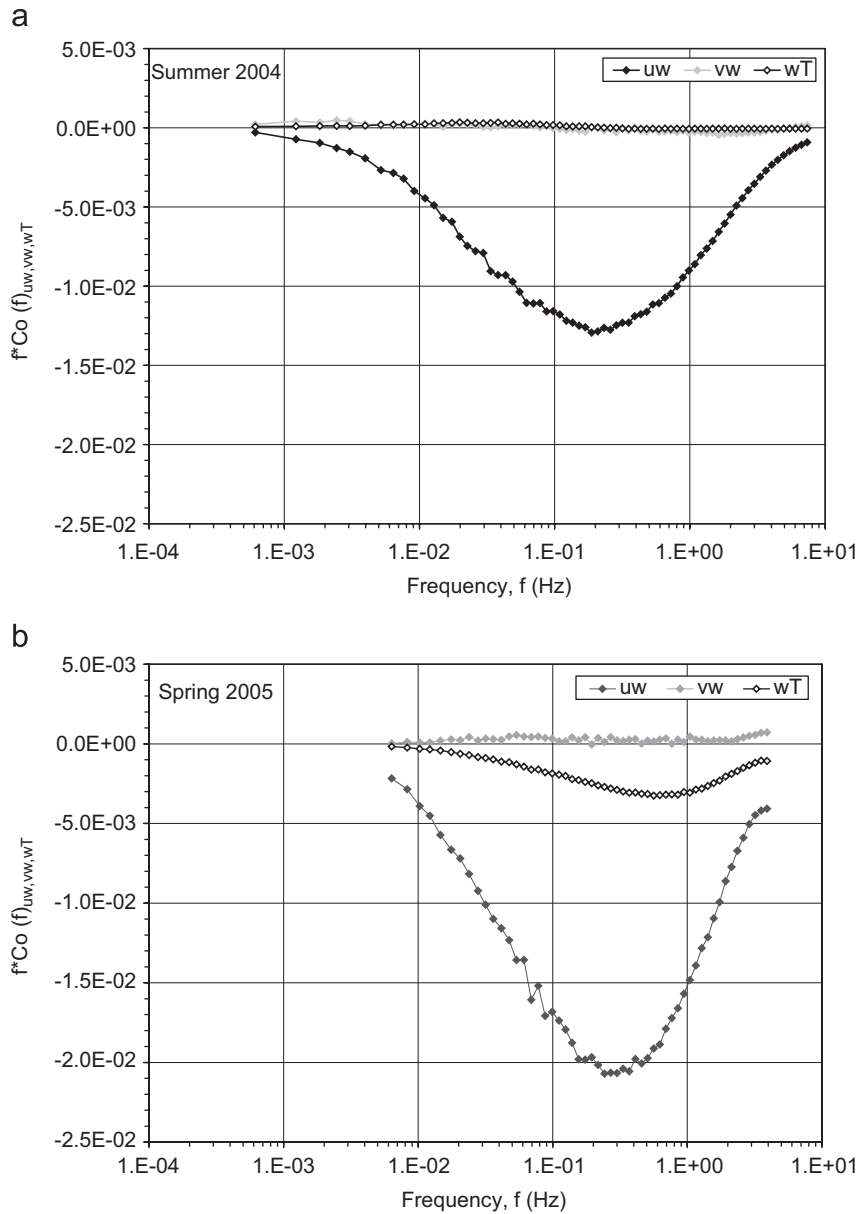 a
5.0E-03
Summer 2004
uw
vw
wT
0.0E+00
-5.0E-03
-1.0E-02
-1.5E-02
-2.0E-02
-2.5E-02
f*Co (f)uw,vw,wT
1.E-04 1.E-03 1.E-02 1.E-01 1.E+00 1.E+01
Frequency, f (Hz)
b
5.0E-03
Spring 2005
uw
vw
wT
0.0E+00
-5.0E-03
-1.0E-02
-1.5E-02
-2.0E-02
-2.5E-02
f*Co (f)uw,vw,wT
1.E-04 1.E-03 1.E-02 1.E-01 1.E+00 1.E+01
Frequency, f (Hz)